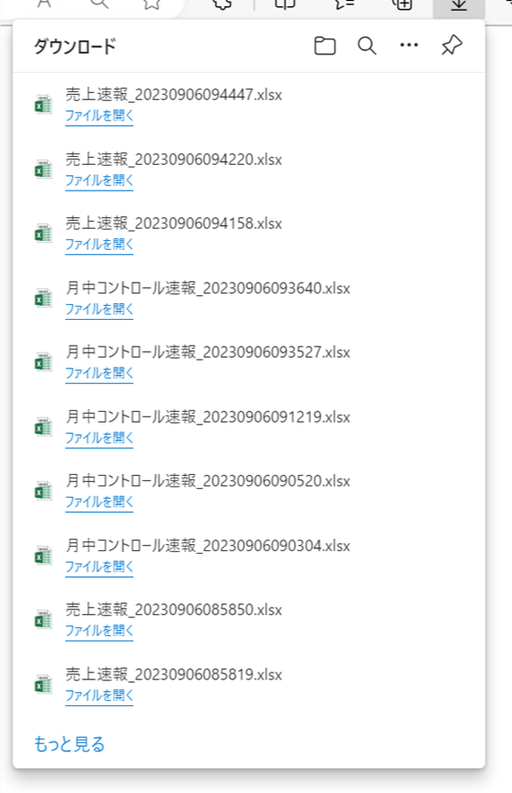 ダウンロード
売上速報_20230906094447.xlsx
ファイルを開く
売上速報_20230906094220.xlsx
ファイルを開く
売上速報_20230906094158.xlsx
ファイルを開く
月中コントロール速報_20230906093640.xlsx
ファイルを開く
月中コントロール速報_20230906093527.xlsx
ファイルを開く
月中コントロール速報_20230906091219.xlsx
ファイルを開く
月中コントロール速報_20230906090520.xlsx
ファイルを開く
月中コントロール速報_20230906090304.xlsx
ファイルを開く
売上速報_20230906085850.xlsx
ファイルを開く
売上速報_20230906085819.xlsx
ファイルを開く
もっと見る